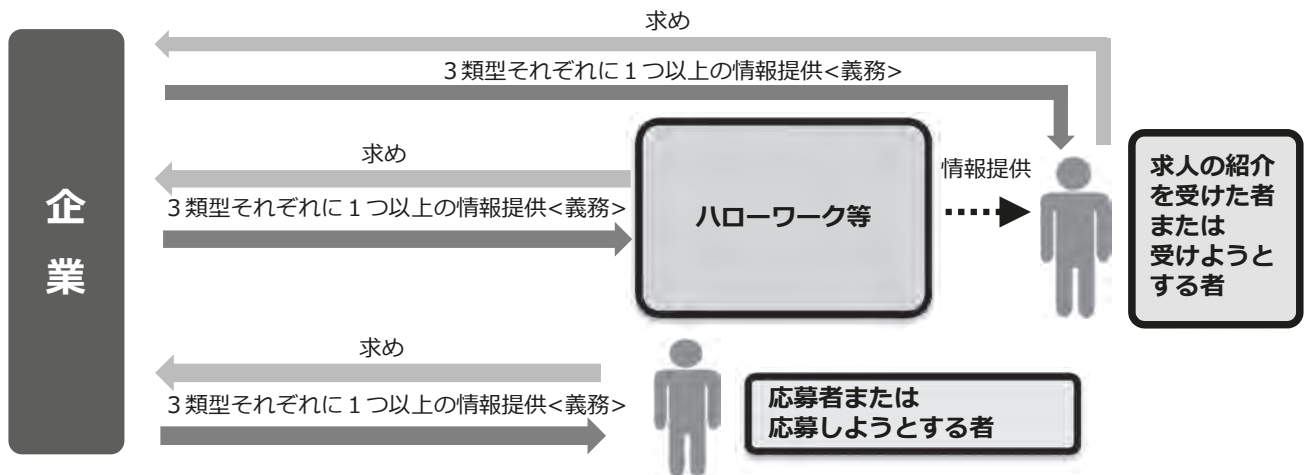 求め
３類型それぞれに１つ以上の情報提供<義務>
企業
求め
３類型それぞれに１つ以上の情報提供<義務>
ハローワーク等
情報提供
求人の紹介
を受けた者
または
受けようと
する者
求め
３類型それぞれに１つ以上の情報提供<義務>
応募者または
応募しようとする者